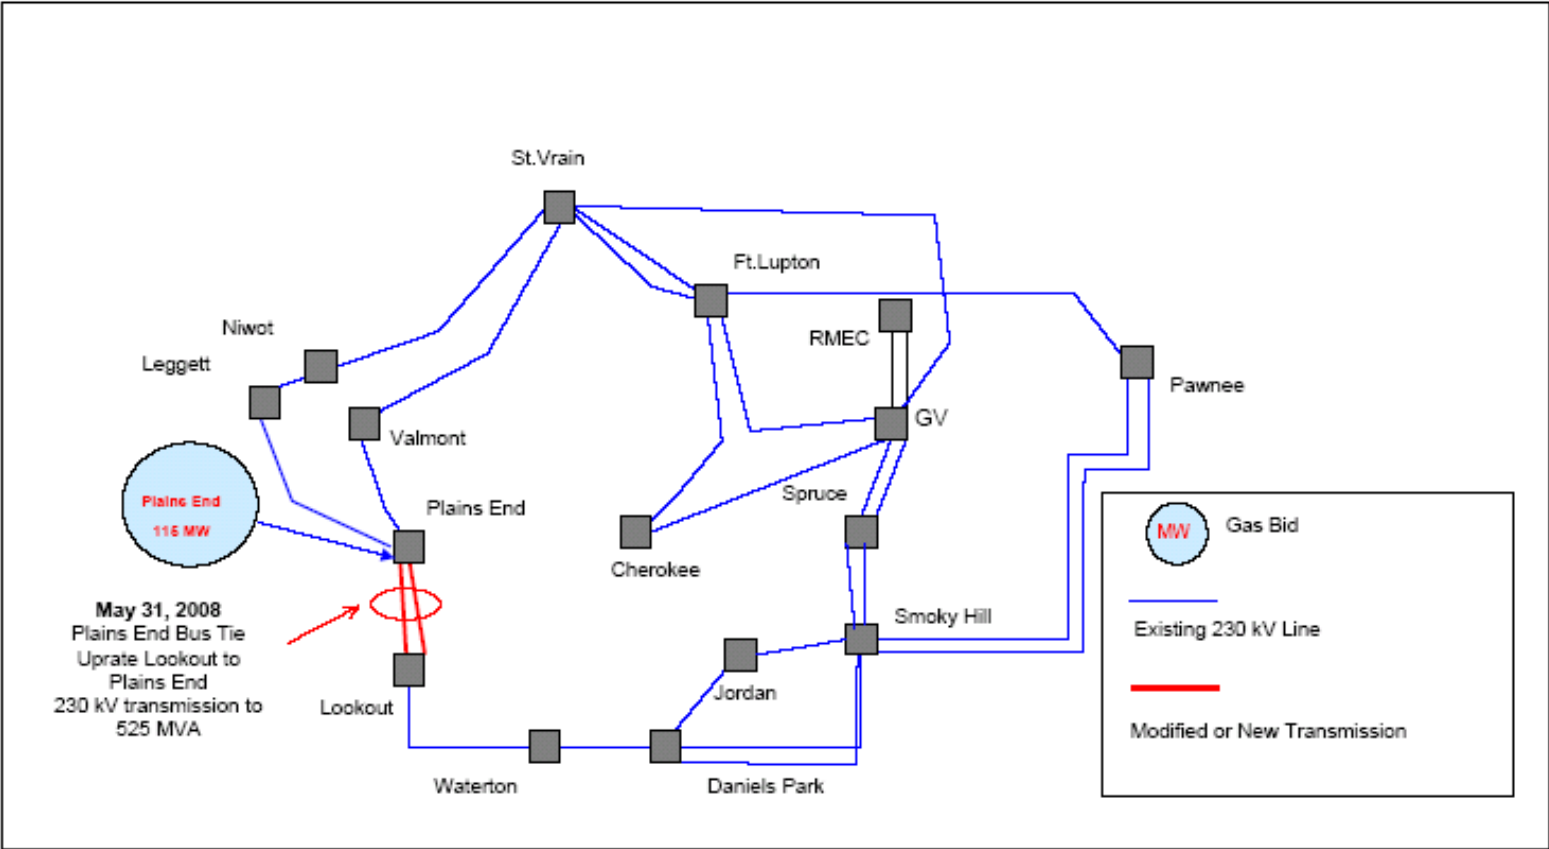 St.Vrain
Ft.Lupton
RMEC
Niwot
Leggett
Pawnee
GV
Valmont
Spruce
Plains End
Plains End
115 MW
Cherokee
May 31, 2008
Plains End Bus Tie
Uprate Lookout to
Plains End
230 kV transmission to
525 MVA
Smoky Hill
Jordan
Lookout
Waterton
Daniels Park
MW
Gas Bid
Existing 230 kV Line
Modified or New Transmission